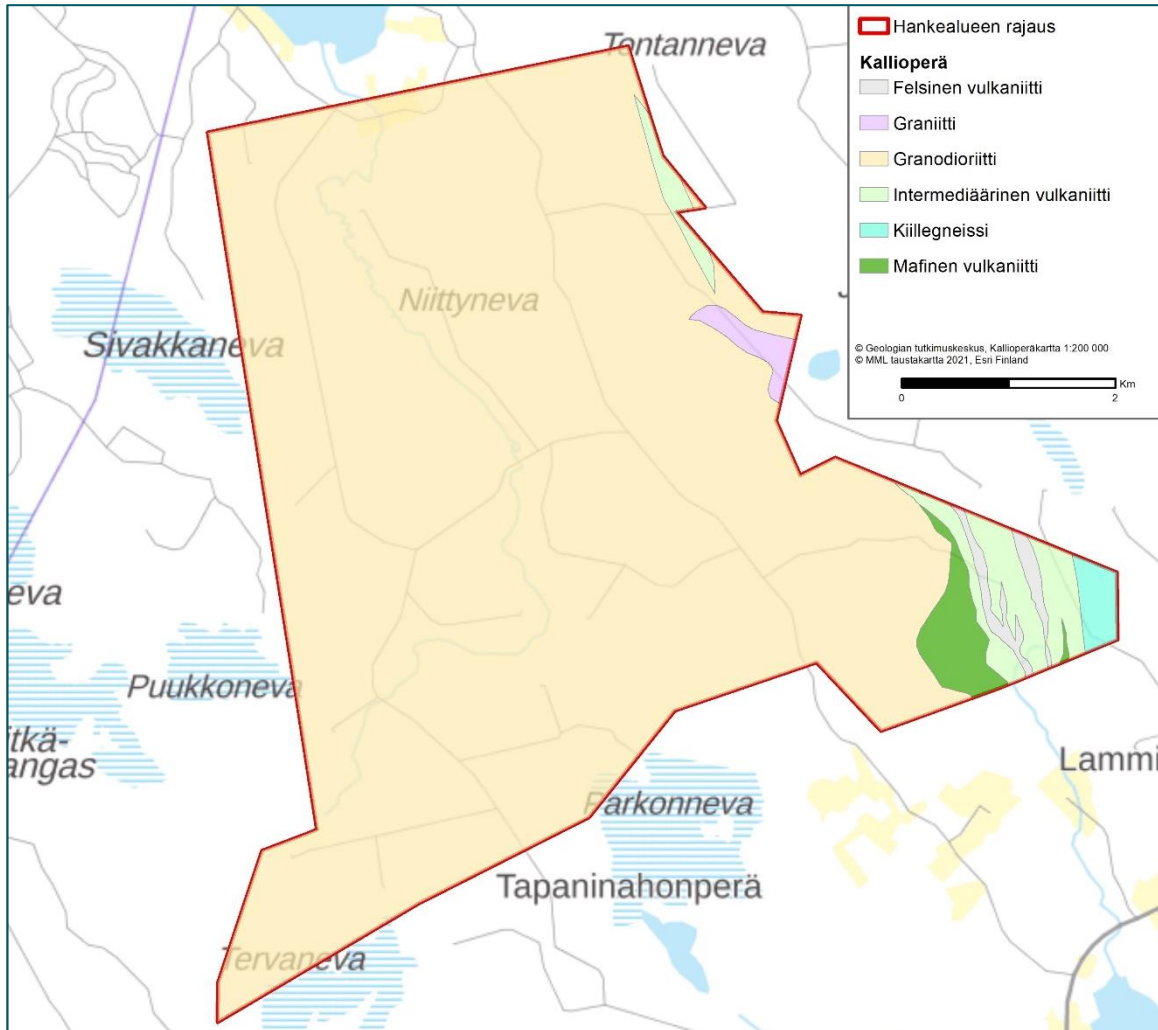 Tontanneva
Niittyneva
Sivakkaneva
eva
Puukkoneva
itkä-
angas
Parkonneva
Lammi
Tapaninahonperä
Tervaneva
Hankealueen rajaus
Kallioperä
Felsinen vulkaniitti
Graniitti
Granodioriitti
Intermediäärinen vulkaniitti
Kiillegneissi
Mafinen vulkaniitti
© Geologian tutkimuskeskus, Kallioperäkartta 1:200 000
© MML taustakartta 2021, Esri Finland
Km
0 2